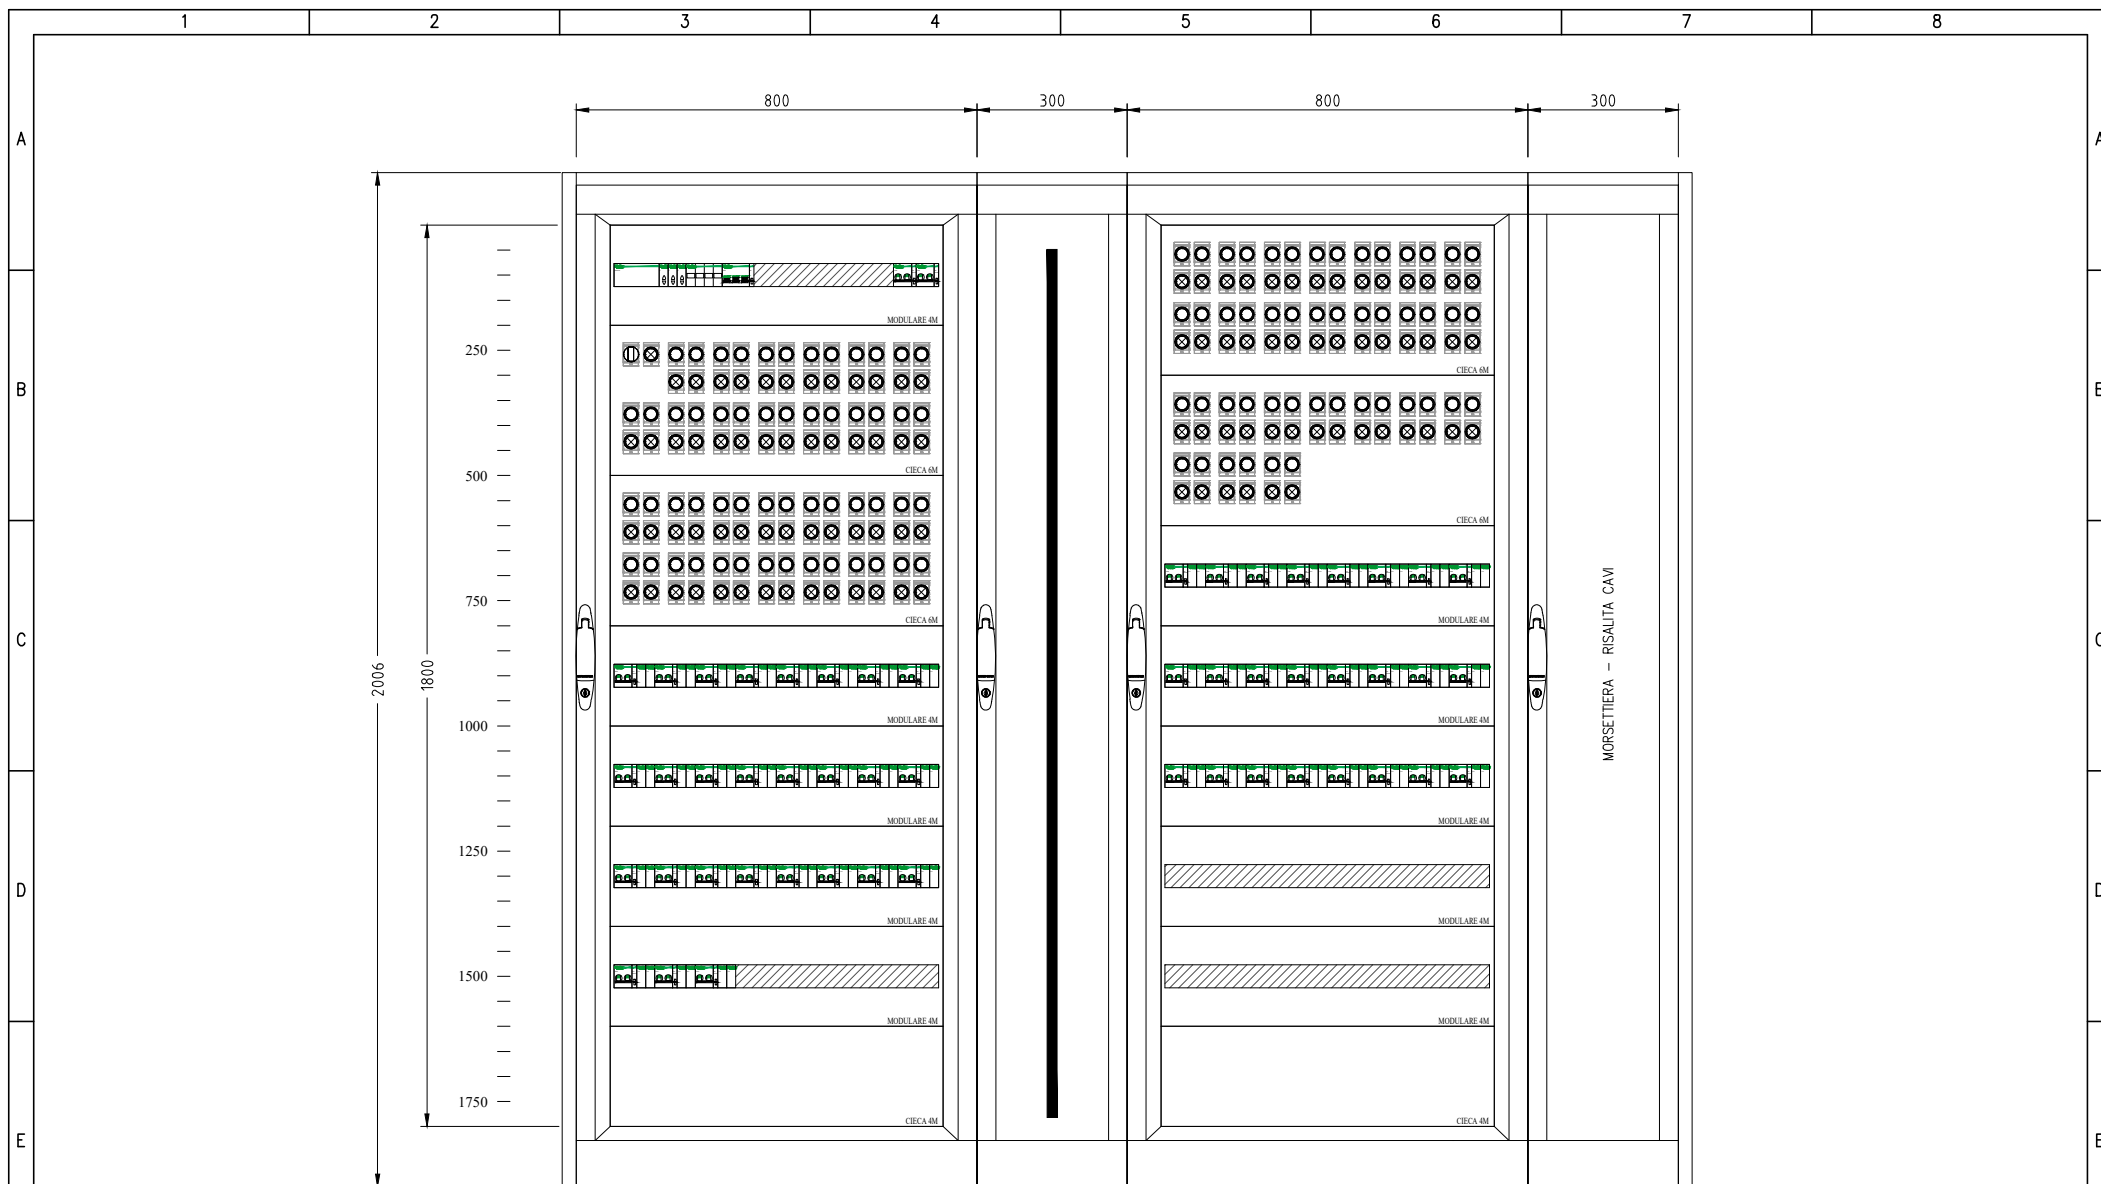 1 2 3 4 5 6 7 8
800 300 800 300
A A
MODULARE 4M
250
CIECA 6M
B
CIECA 6M
500
CIECA 6M
CIECA 6M
750
MODULARE 4M
CIECA 6M
C
2006
1800
MORSETTIERA – RISALITA CAVI
MODULARE 4M
MODULARE 4M
1000
MODULARE 4M
MODULARE 4M
1250
D
MODULARE 4M
MODULARE 4M
1500
MODULARE 4M
MODULARE 4M
1750
CIECA 4M
CIECA 4M
E